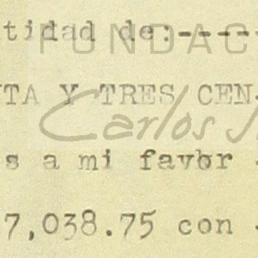 tidad de:-----
FUNDAC
TA Y TRES CEN-
Carlos
s a mi favor -
7,038.75 con -